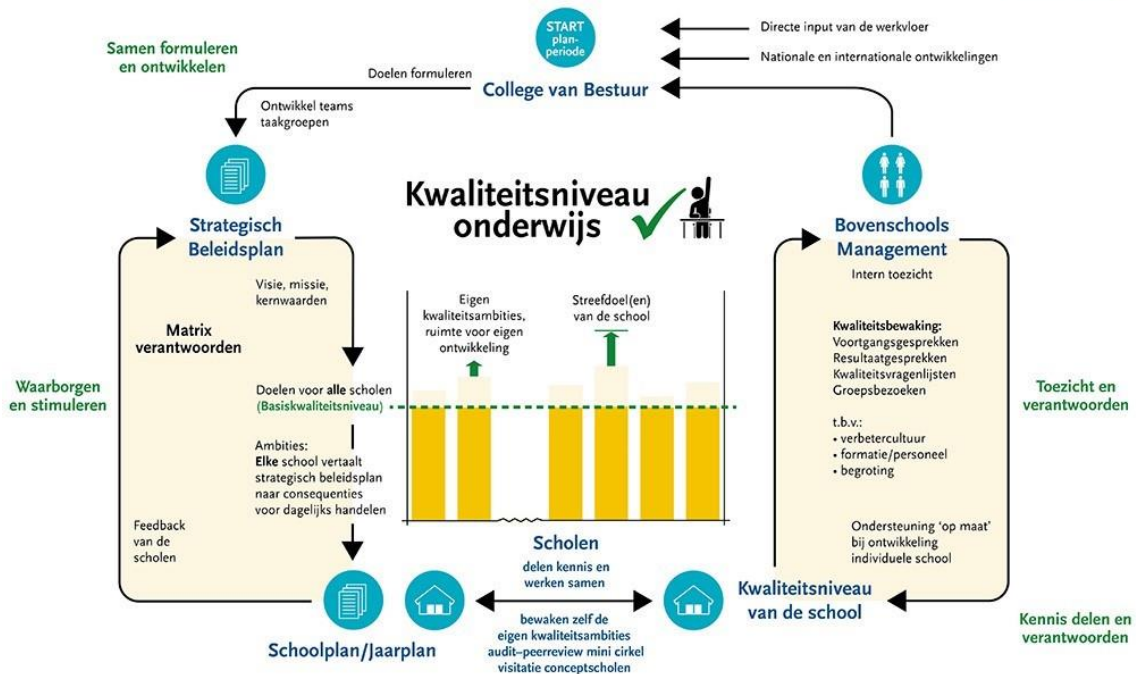 START
plan-
periode
Directe input van de werkvloer
Nationale en internationale ontwikkelingen
College van Bestuur
Samen formuleren
en ontwikkelen
Doelen formuleren
Ontwikkel teams
taakgroepen
Strategisch
Beleidsplan
Visie, missie,
kernwaarden
Matrix
verantwoorden
Waarborgen
en stimuleren
Doelen voor alle scholen
(Basiskwaliteitsniveau)
Ambities:
Elke school vertaalt
strategisch beleidsplan
naar consequenties
voor dagelijks handelen
Feedback
van de
scholen
Schoolplan/Jaarplan
Kwaliteitsniveau
onderwijs
Eigen
kwaliteitsambities,
ruimte voor eigen
ontwikkeling
Streefdoel(en)
van de school
Scholen
delen kennis en
werken samen
bewaken zelf de
eigen kwaliteitsambities
audit–peerreview mini cirkel
visitatie conceptscholen
Bovenschools
Management
Intern toezicht
Kwaliteitsbewaking:
Voortgangsgesprekken
Resultaatgesprekken
Kwaliteitsvragenlijsten
Groepsbezoeken
t.b.v.:
• verbetercultuur
• formatie/personeel
• begroting
Ondersteuning ‘op maat’
bij ontwikkeling
individuele school
Kwaliteitsniveau
van de school
Toezicht en
verantwoorden
Kennis delen en
verantwoorden